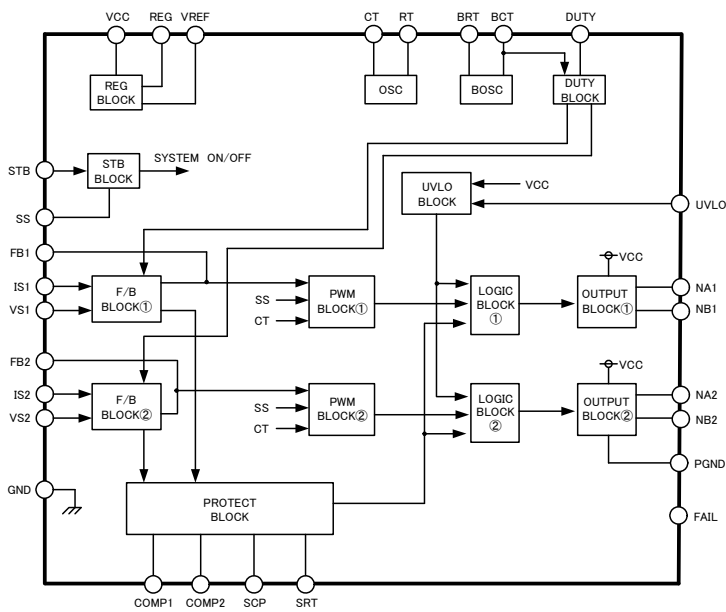 VCC REG VREF CT RT BRT BCT DUTY
REG
BLOCK
OSC
BOSC
DUTY
BLOCK
STB
STB
BLOCK
SYSTEM ON/OFF
SS
UVLO
BLOCK
VCC
UVLO
FB1
IS1
VS1
F/B
BLOCK①
SS
CT
PWM
BLOCK①
LOGIC
BLOCK
①
VCC
OUTPUT
BLOCK①
NA1
NB1
FB2
IS2
VS2
F/B
BLOCK②
SS
CT
PWM
BLOCK②
LOGIC
BLOCK
②
VCC
OUTPUT
BLOCK②
NA2
NB2
PGND
GND
PROTECT
BLOCK
FAIL
COMP1 COMP2 SCP SRT